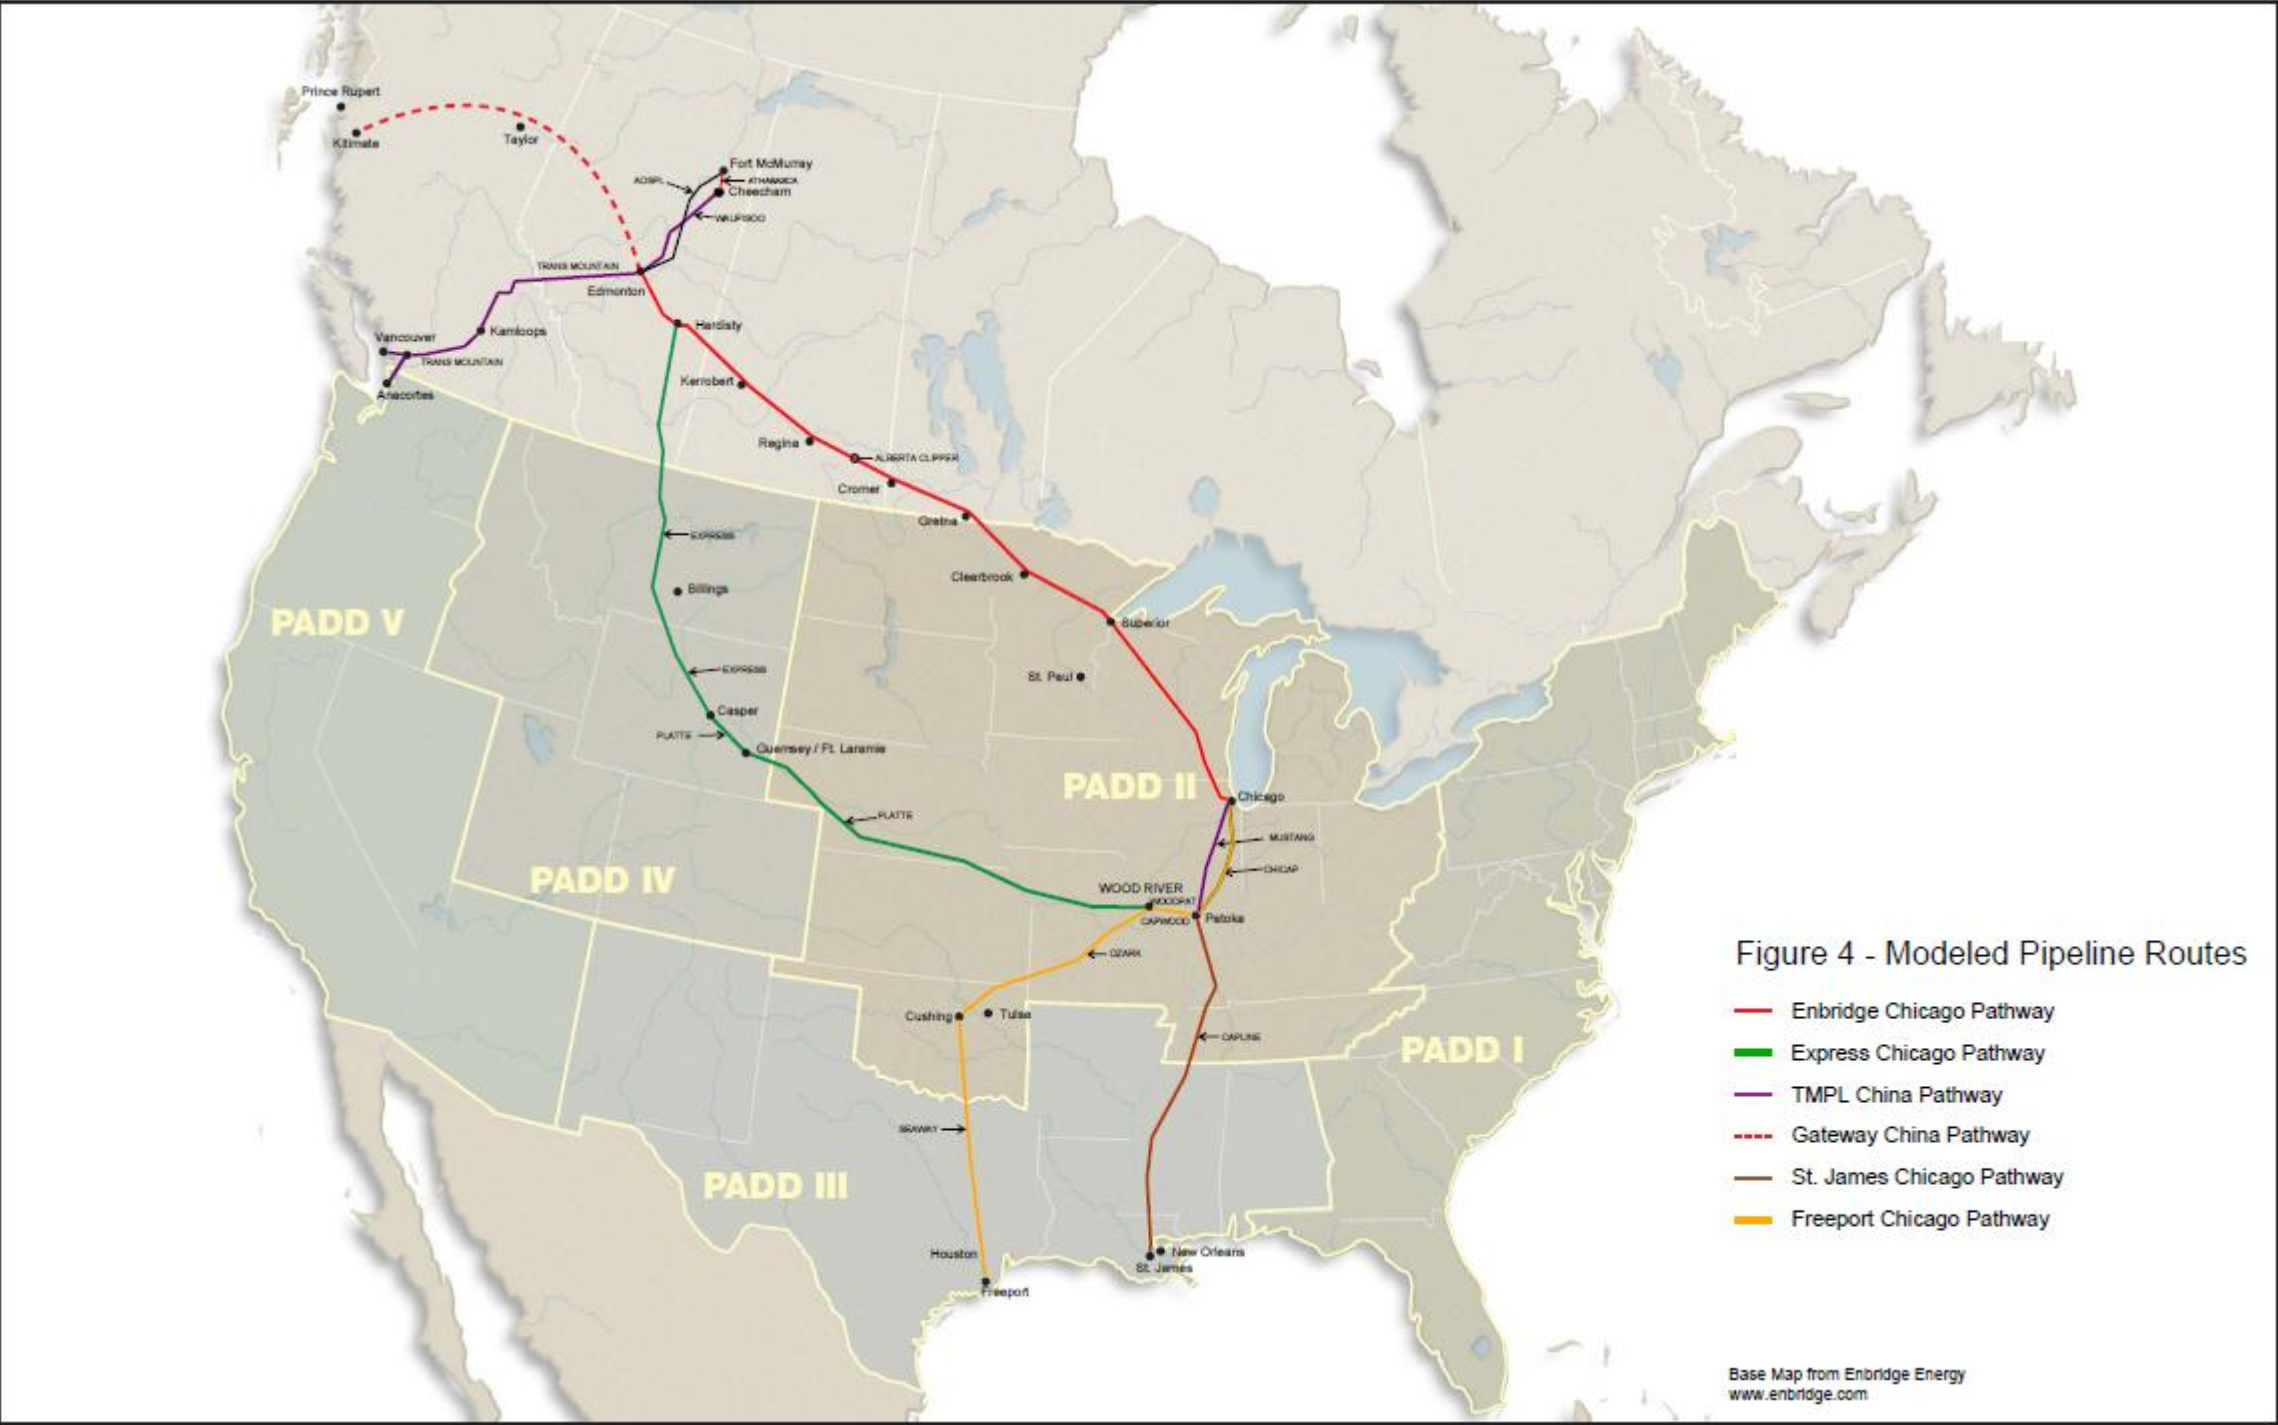 Prince Rupert
Kitimate
Taylor
Fort McMurray
AOSPL
ATHABASCA
Cheecham
WAUPISOO
TRANS MOUNTAIN
Edmonton
Hardisty
Kamloops
Vancouver
TRANS MOUNTAIN
Anacortes
Kerrobert
Regina
ALBERTA CLIPPER
Cromer
Gretna
EXPRESS
Clearbrook
Billings
PADD V
Superior
EXPRESS
St. Paul
Casper
PLATTE
Guernsey / Ft. Laramie
PADD II
Chicago
PLATTE
MUSTANG
CHICAP
PADD IV
WOOD RIVER
WOODPAT
CAPWOOD
Patoka
OZARK
Cushing
Tulsa
CAPLINE
PADD I
SEAWAY
PADD III
Houston
New Orleans
St. James
Freeport
Figure 4 - Modeled Pipeline Routes
Enbridge Chicago Pathway
Express Chicago Pathway
TMPL China Pathway
Gateway China Pathway
St. James Chicago Pathway
Freeport Chicago Pathway
Base Map from Enbridge Energy
www.enbridge.com